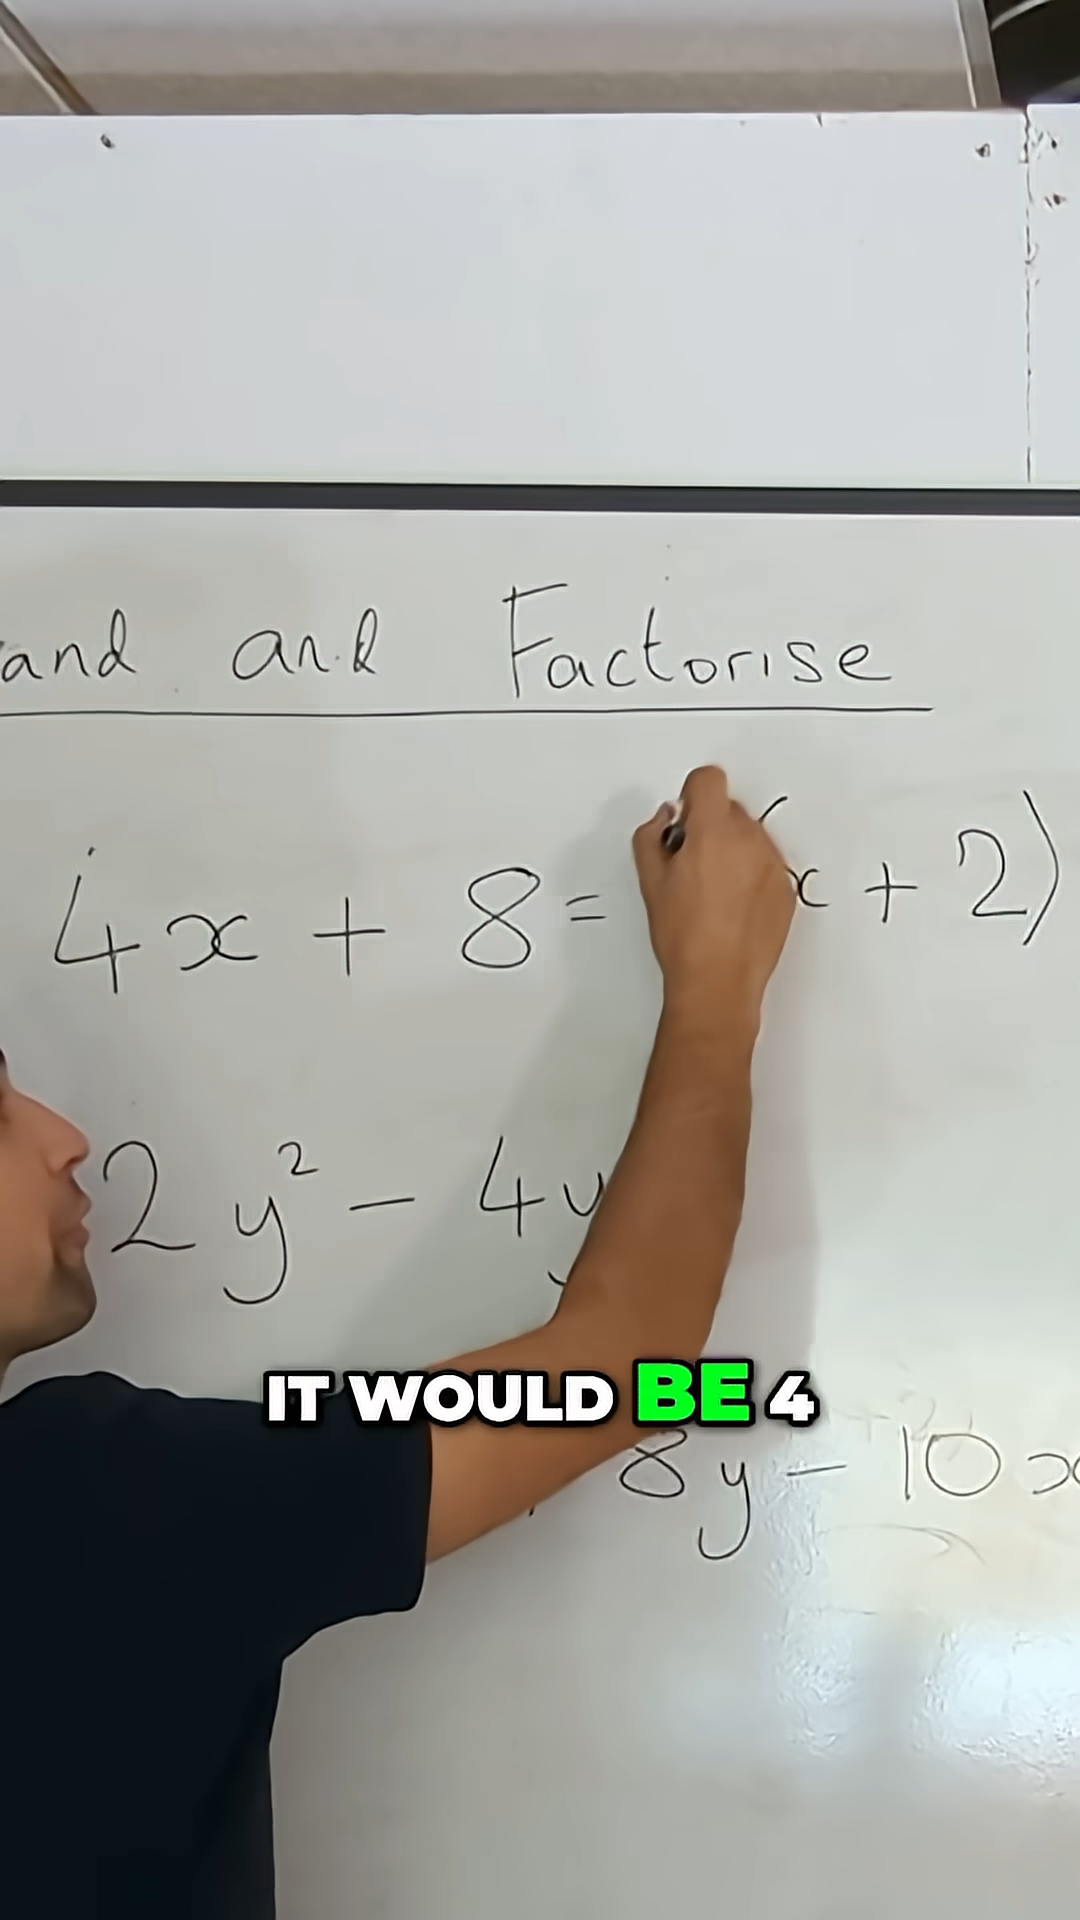 and and Factorise
4x + 8 = (x + 2)
2y² - 4y
IT WOULD BE 4
8y - 10x